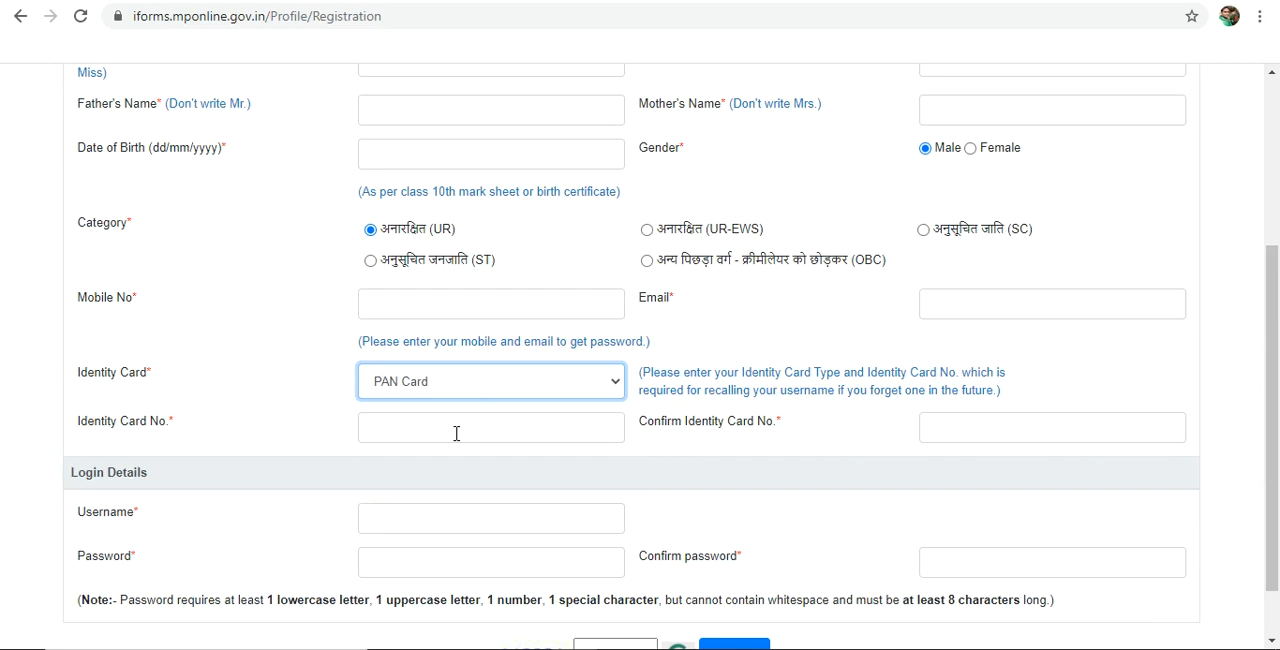 iforms.mponline.gov.in/Profile/Registration
Miss)
Father's Name* (Don't write Mr.) Mother's Name* (Don't write Mrs.)
Date of Birth (dd/mm/yyyy)* Gender* Male Female
(As per class 10th mark sheet or birth certificate)
Category* अनारक्षित (UR) अनारक्षित (UR-EWS) अनुसूचित जाति (SC)
अनुसूचित जनजाति (ST) अन्य पिछड़ा वर्ग - क्रीमीलेयर को छोड़कर (OBC)
Mobile No* Email*
(Please enter your mobile and email to get password.)
Identity Card* PAN Card (Please enter your Identity Card Type and Identity Card No. which is
required for recalling your username if you forget one in the future.)
Identity Card No.* Confirm Identity Card No.*
Login Details
Username*
Password* Confirm password*
(Note:- Password requires at least 1 lowercase letter, 1 uppercase letter, 1 number, 1 special character, but cannot contain whitespace and must be at least 8 characters long.)